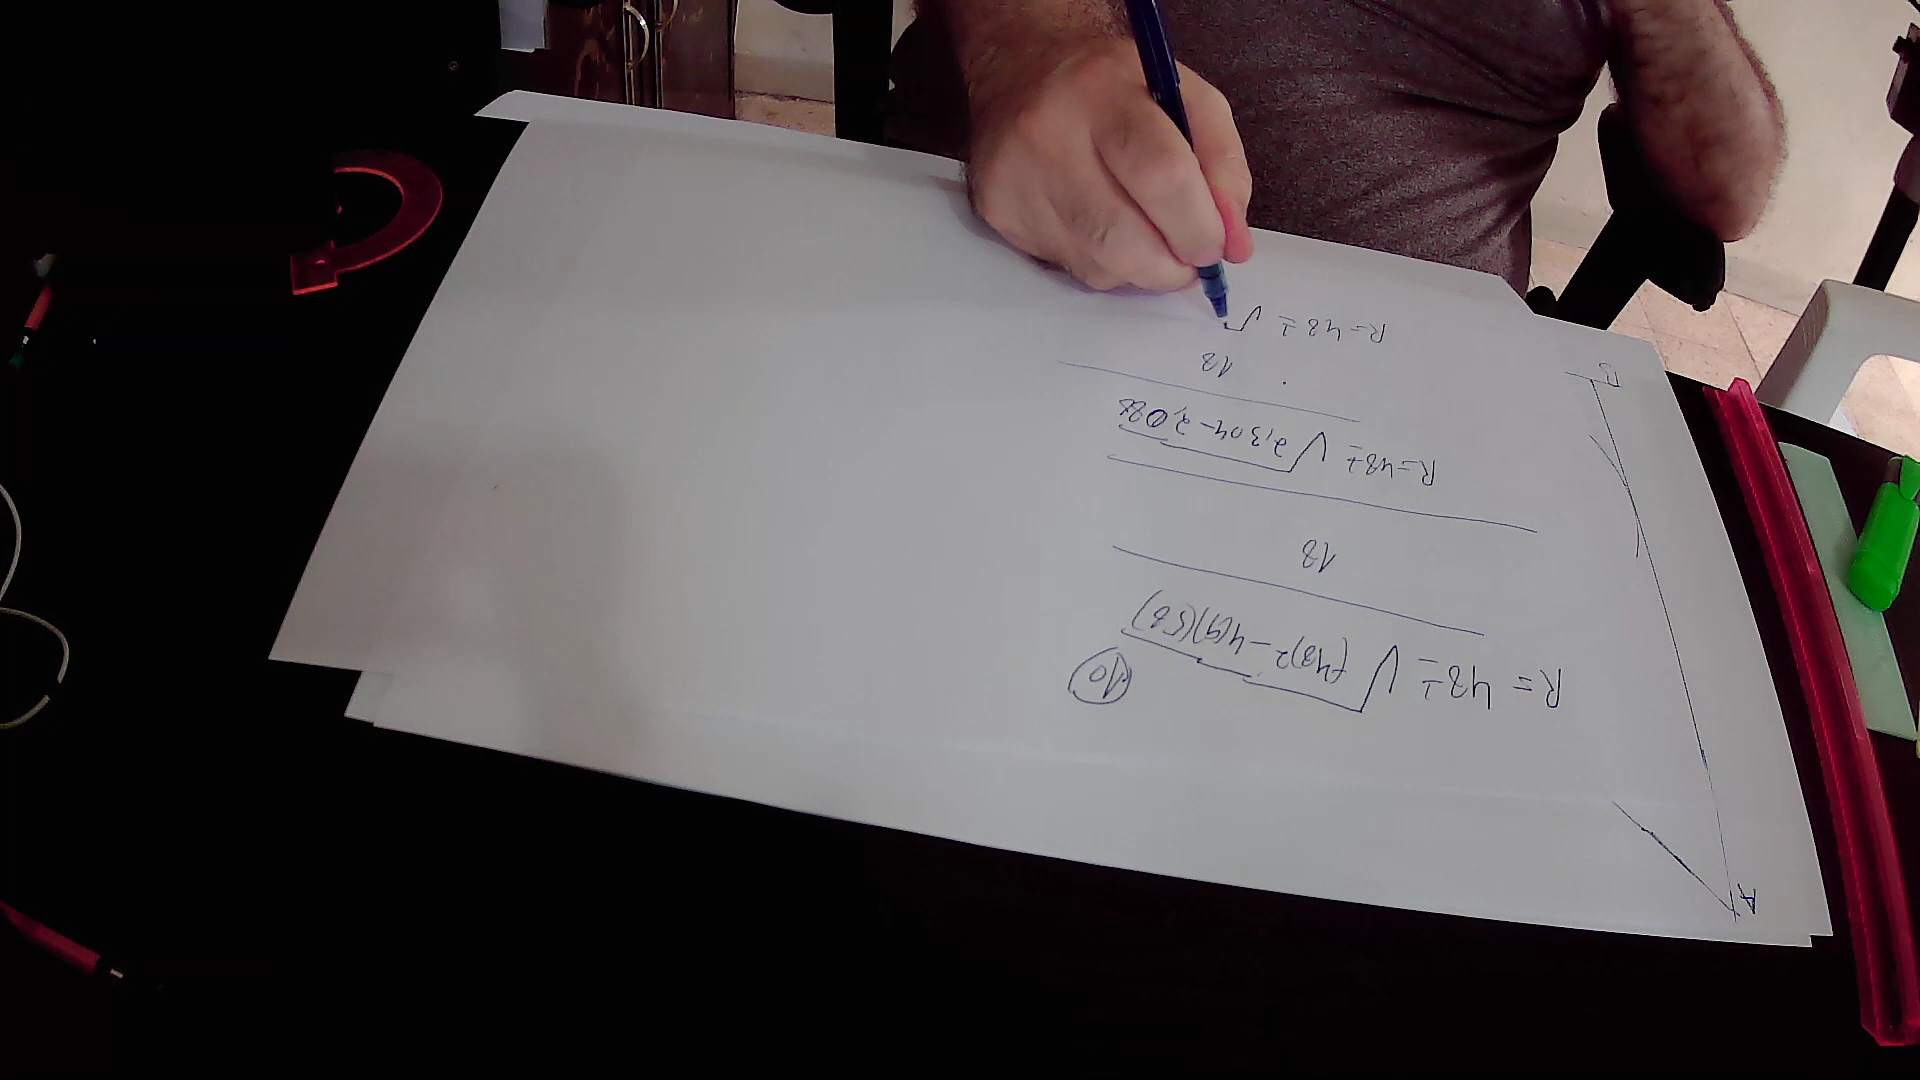 10
R = 48 ± √(-48)² - 4(9)(58)
18
R = 48 ± √2,304 - 2,088
18
R = 48 ± √
A
B